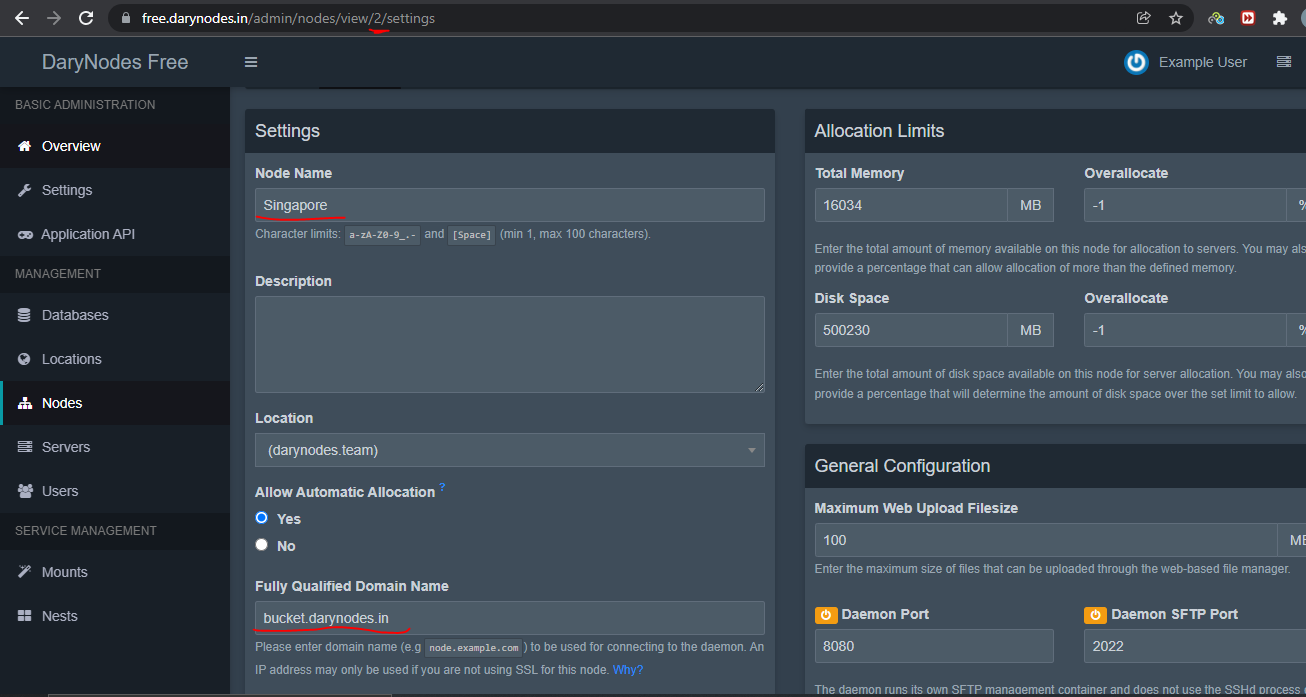 free.darynodes.in/admin/nodes/view/2/settings
DaryNodes Free
Example User
BASIC ADMINISTRATION
Overview
Settings
Application API
MANAGEMENT
Databases
Locations
Nodes
Servers
Users
SERVICE MANAGEMENT
Mounts
Nests
Settings
Node Name
Singapore
Character limits: a-zA-Z0-9_.- and [Space] (min 1, max 100 characters).
Description
Location
(darynodes.team)
Allow Automatic Allocation ?
Yes
No
Fully Qualified Domain Name
bucket.darynodes.in
Please enter domain name (e.g node.example.com) to be used for connecting to the daemon. An
IP address may only be used if you are not using SSL for this node. Why?
Allocation Limits
Total Memory Overallocate
16034 MB -1 %
Enter the total amount of memory available on this node for allocation to servers. You may als
provide a percentage that can allow allocation of more than the defined memory.
Disk Space Overallocate
500230 MB -1 %
Enter the total amount of disk space available on this node for server allocation. You may also
provide a percentage that will determine the amount of disk space over the set limit to allow.
General Configuration
Maximum Web Upload Filesize
100 MB
Enter the maximum size of files that can be uploaded through the web-based file manager.
Daemon Port Daemon SFTP Port
8080 2022
The daemon runs its own SFTP management container and does not use the SSHd process